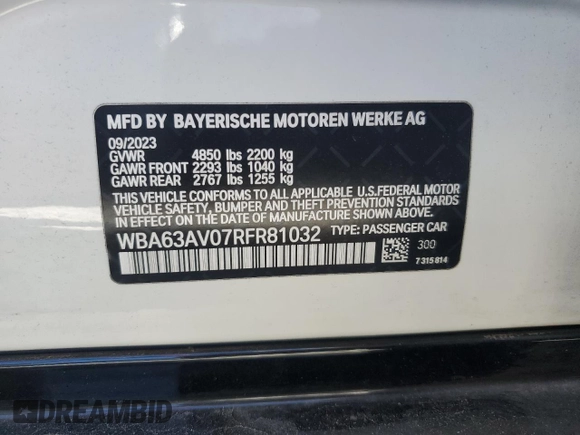 MFD BY BAYERISCHE MOTOREN WERKE AG
09/2023
GVWR 4850 lbs 2200 kg
GAWR FRONT 2293 lbs 1040 kg
GAWR REAR 2767 lbs 1255 kg
THIS VEHICLE CONFORMS TO ALL APPLICABLE U.S.FEDERAL MOTOR
VEHICLE SAFETY, BUMPER, AND THEFT PREVENTION STANDARDS
IN EFFECT ON THE DATE OF MANUFACTURE SHOWN ABOVE.
WBA63AV07RFR81032 TYPE: PASSENGER CAR
300
7 315 814
DREAMBID